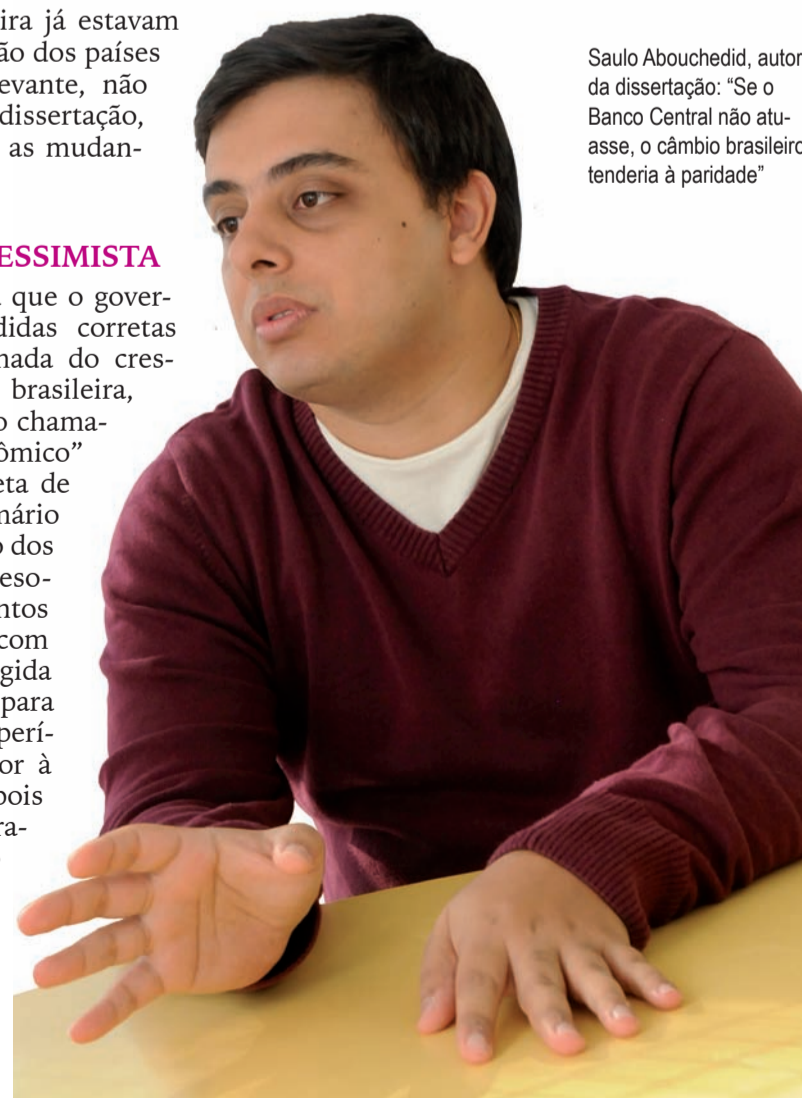 ira já estavam
ão dos países
evante, não
dissertação,
as mudan-
ESSIMISTA
que o gover-
didas corretas
nada do cres-
brasileira,
o chama-
ômico”
eta de
nário
o dos
eso-
ntos
com
gida
para
perí-
or à
pois
ra-
Saulo Abouchedid, autor
da dissertação: “Se o
Banco Central não atu-
asse, o câmbio brasileiro
tenderia à paridade”